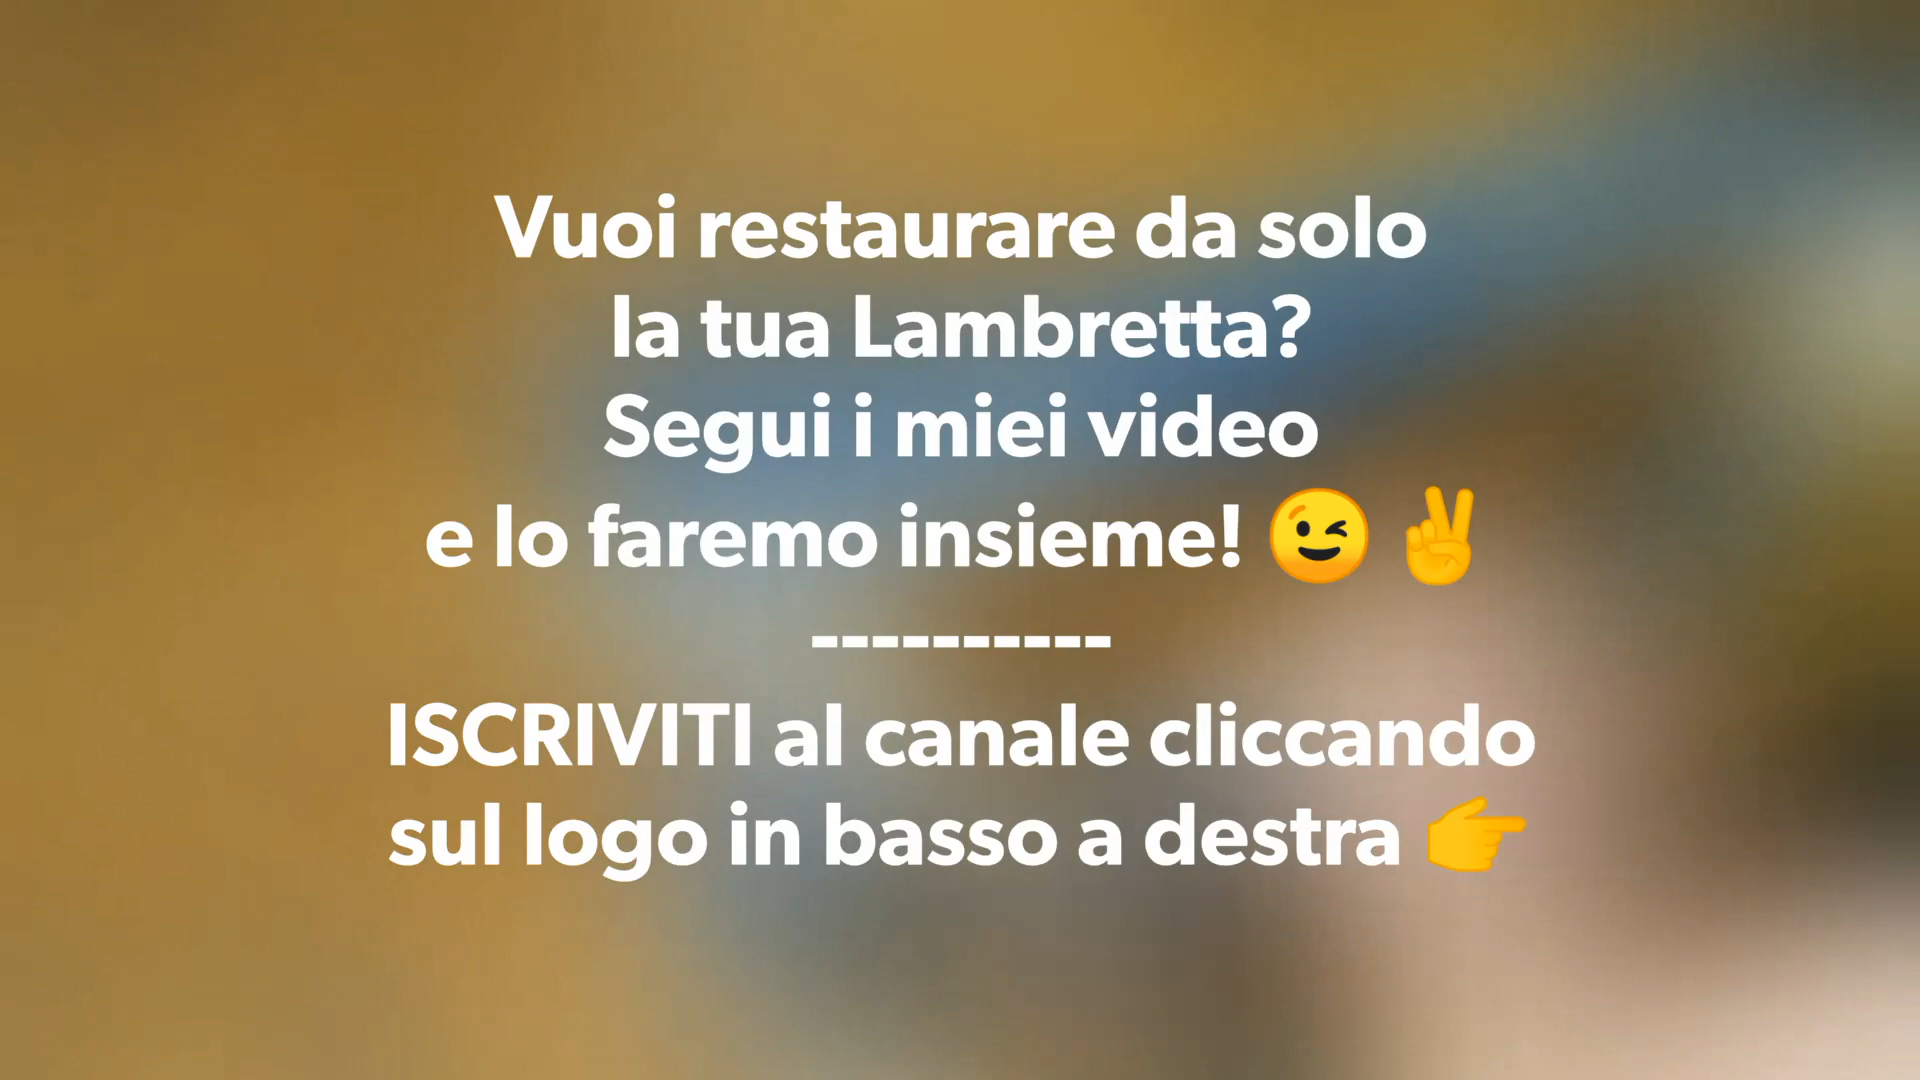 Vuoi restaurare da solo
la tua Lambretta?
Segui i miei video
e lo faremo insieme! 😉 ✌️
----------
ISCRIVITI al canale cliccando
sul logo in basso a destra 👉